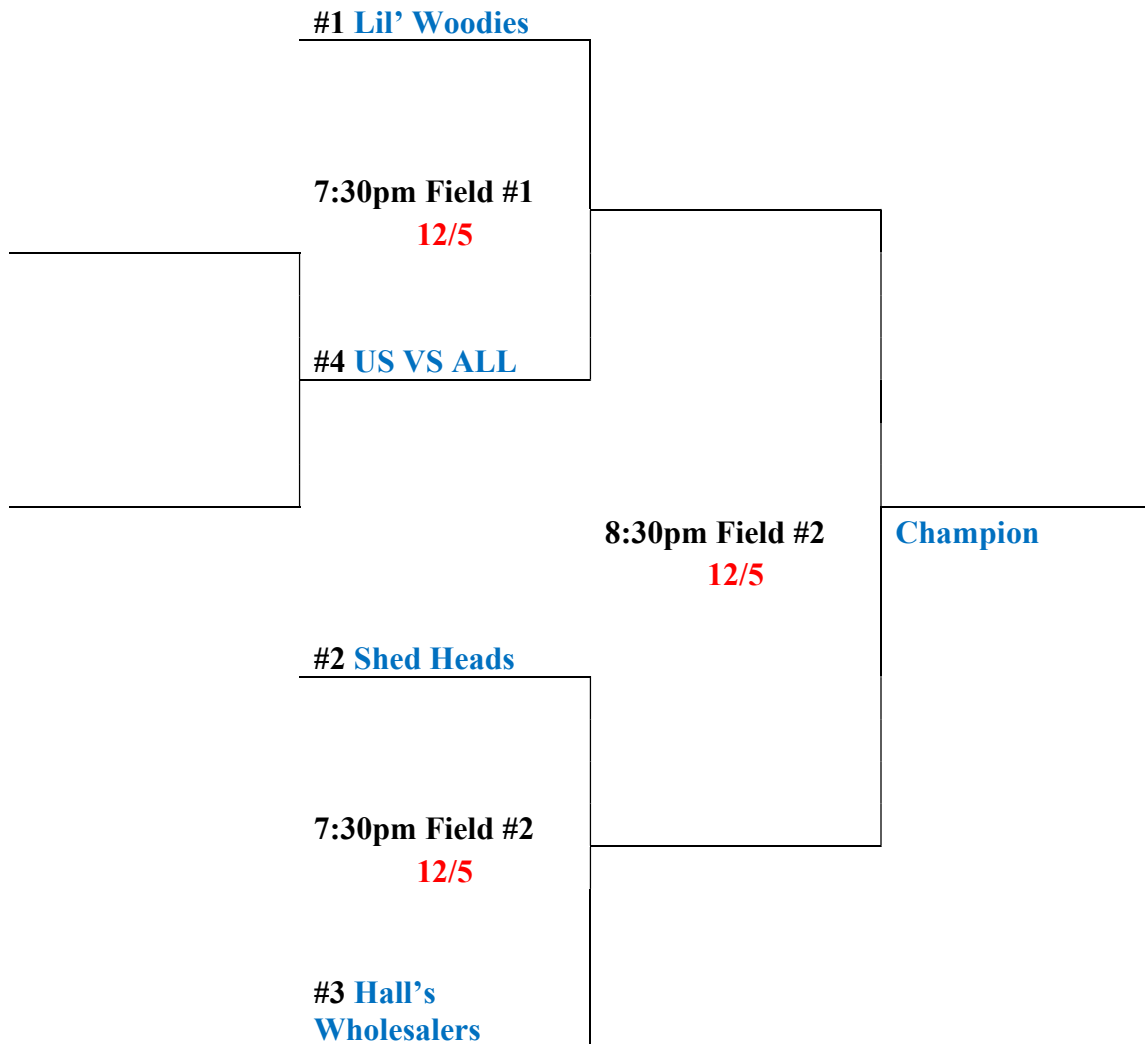 #1 Lil’ Woodies
7:30pm Field #1
12/5
#4 US VS ALL
8:30pm Field #2
12/5
Champion
#2 Shed Heads
7:30pm Field #2
12/5
#3 Hall’s
Wholesalers